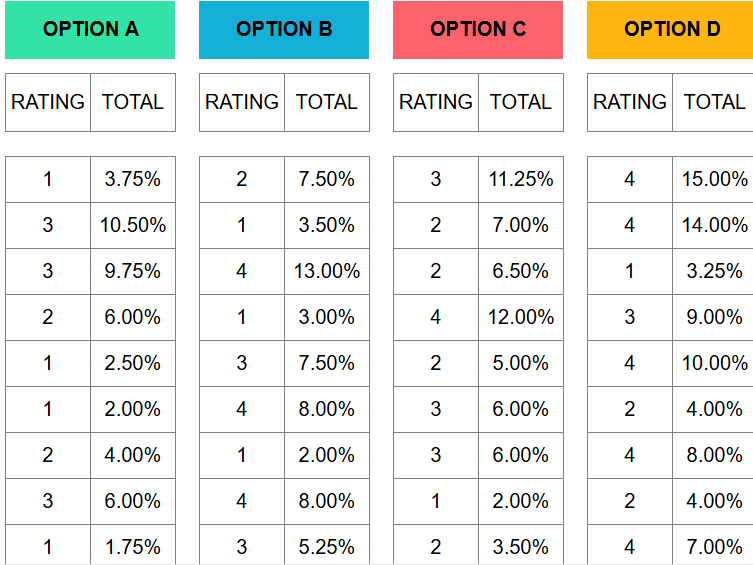 OPTION A OPTION B OPTION C OPTION D
RATING TOTAL RATING TOTAL RATING TOTAL RATING TOTAL
1 3.75% 2 7.50% 3 11.25% 4 15.00%
3 10.50% 1 3.50% 2 7.00% 4 14.00%
3 9.75% 4 13.00% 2 6.50% 1 3.25%
2 6.00% 1 3.00% 4 12.00% 3 9.00%
1 2.50% 3 7.50% 2 5.00% 4 10.00%
1 2.00% 4 8.00% 3 6.00% 2 4.00%
2 4.00% 1 2.00% 3 6.00% 4 8.00%
3 6.00% 4 8.00% 1 2.00% 2 4.00%
1 1.75% 3 5.25% 2 3.50% 4 7.00%